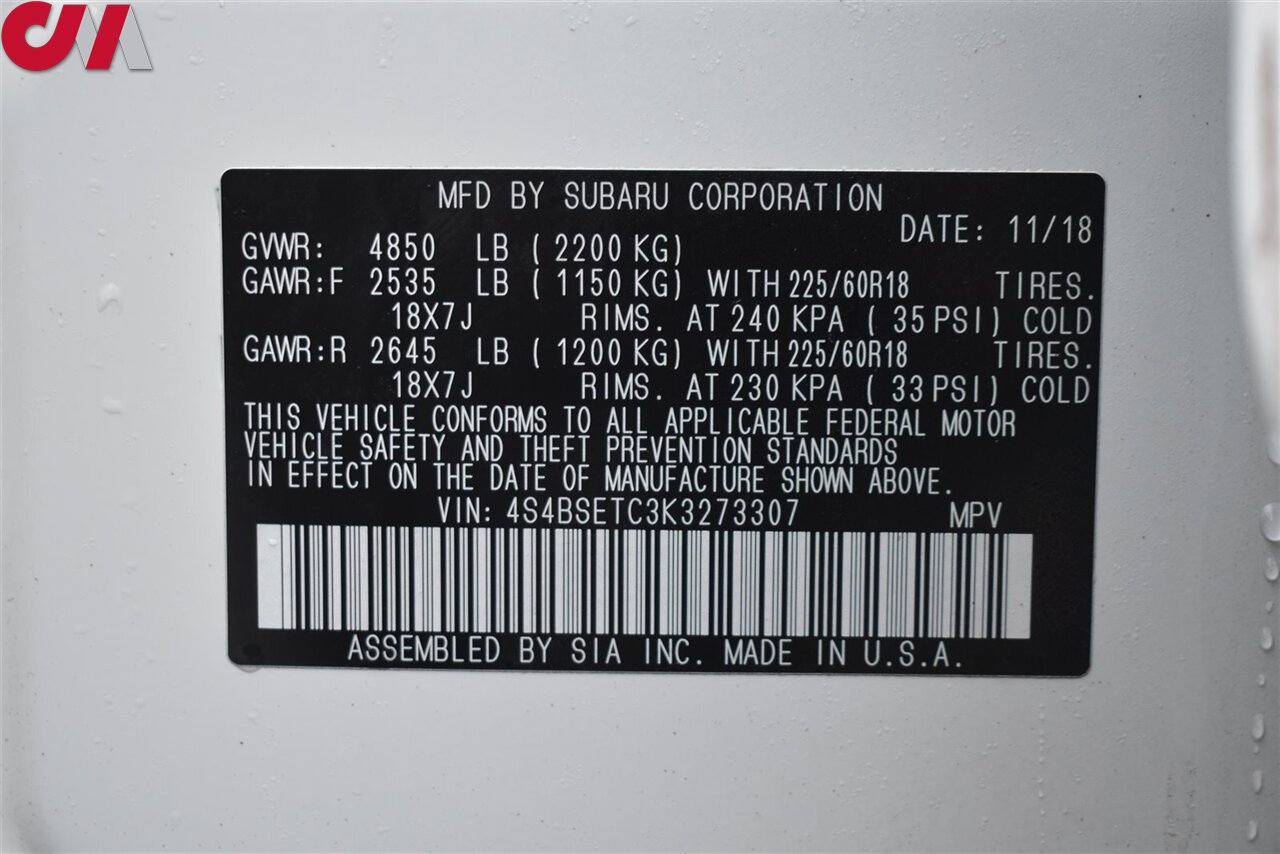 CM
MFD BY SUBARU CORPORATION
DATE: 11/18
GVWR: 4850 LB ( 2200 KG)
GAWR:F 2535 LB ( 1150 KG) WITH 225/60R18 TIRES.
18X7J RIMS. AT 240 KPA ( 35 PSI) COLD
GAWR:R 2645 LB ( 1200 KG) WITH 225/60R18 TIRES.
18X7J RIMS. AT 230 KPA ( 33 PSI) COLD
THIS VEHICLE CONFORMS TO ALL APPLICABLE FEDERAL MOTOR
VEHICLE SAFETY AND THEFT PREVENTION STANDARDS
IN EFFECT ON THE DATE OF MANUFACTURE SHOWN ABOVE.
VIN: 4S4BSETC3K3273307 MPV
ASSEMBLED BY SIA INC. MADE IN U.S.A.